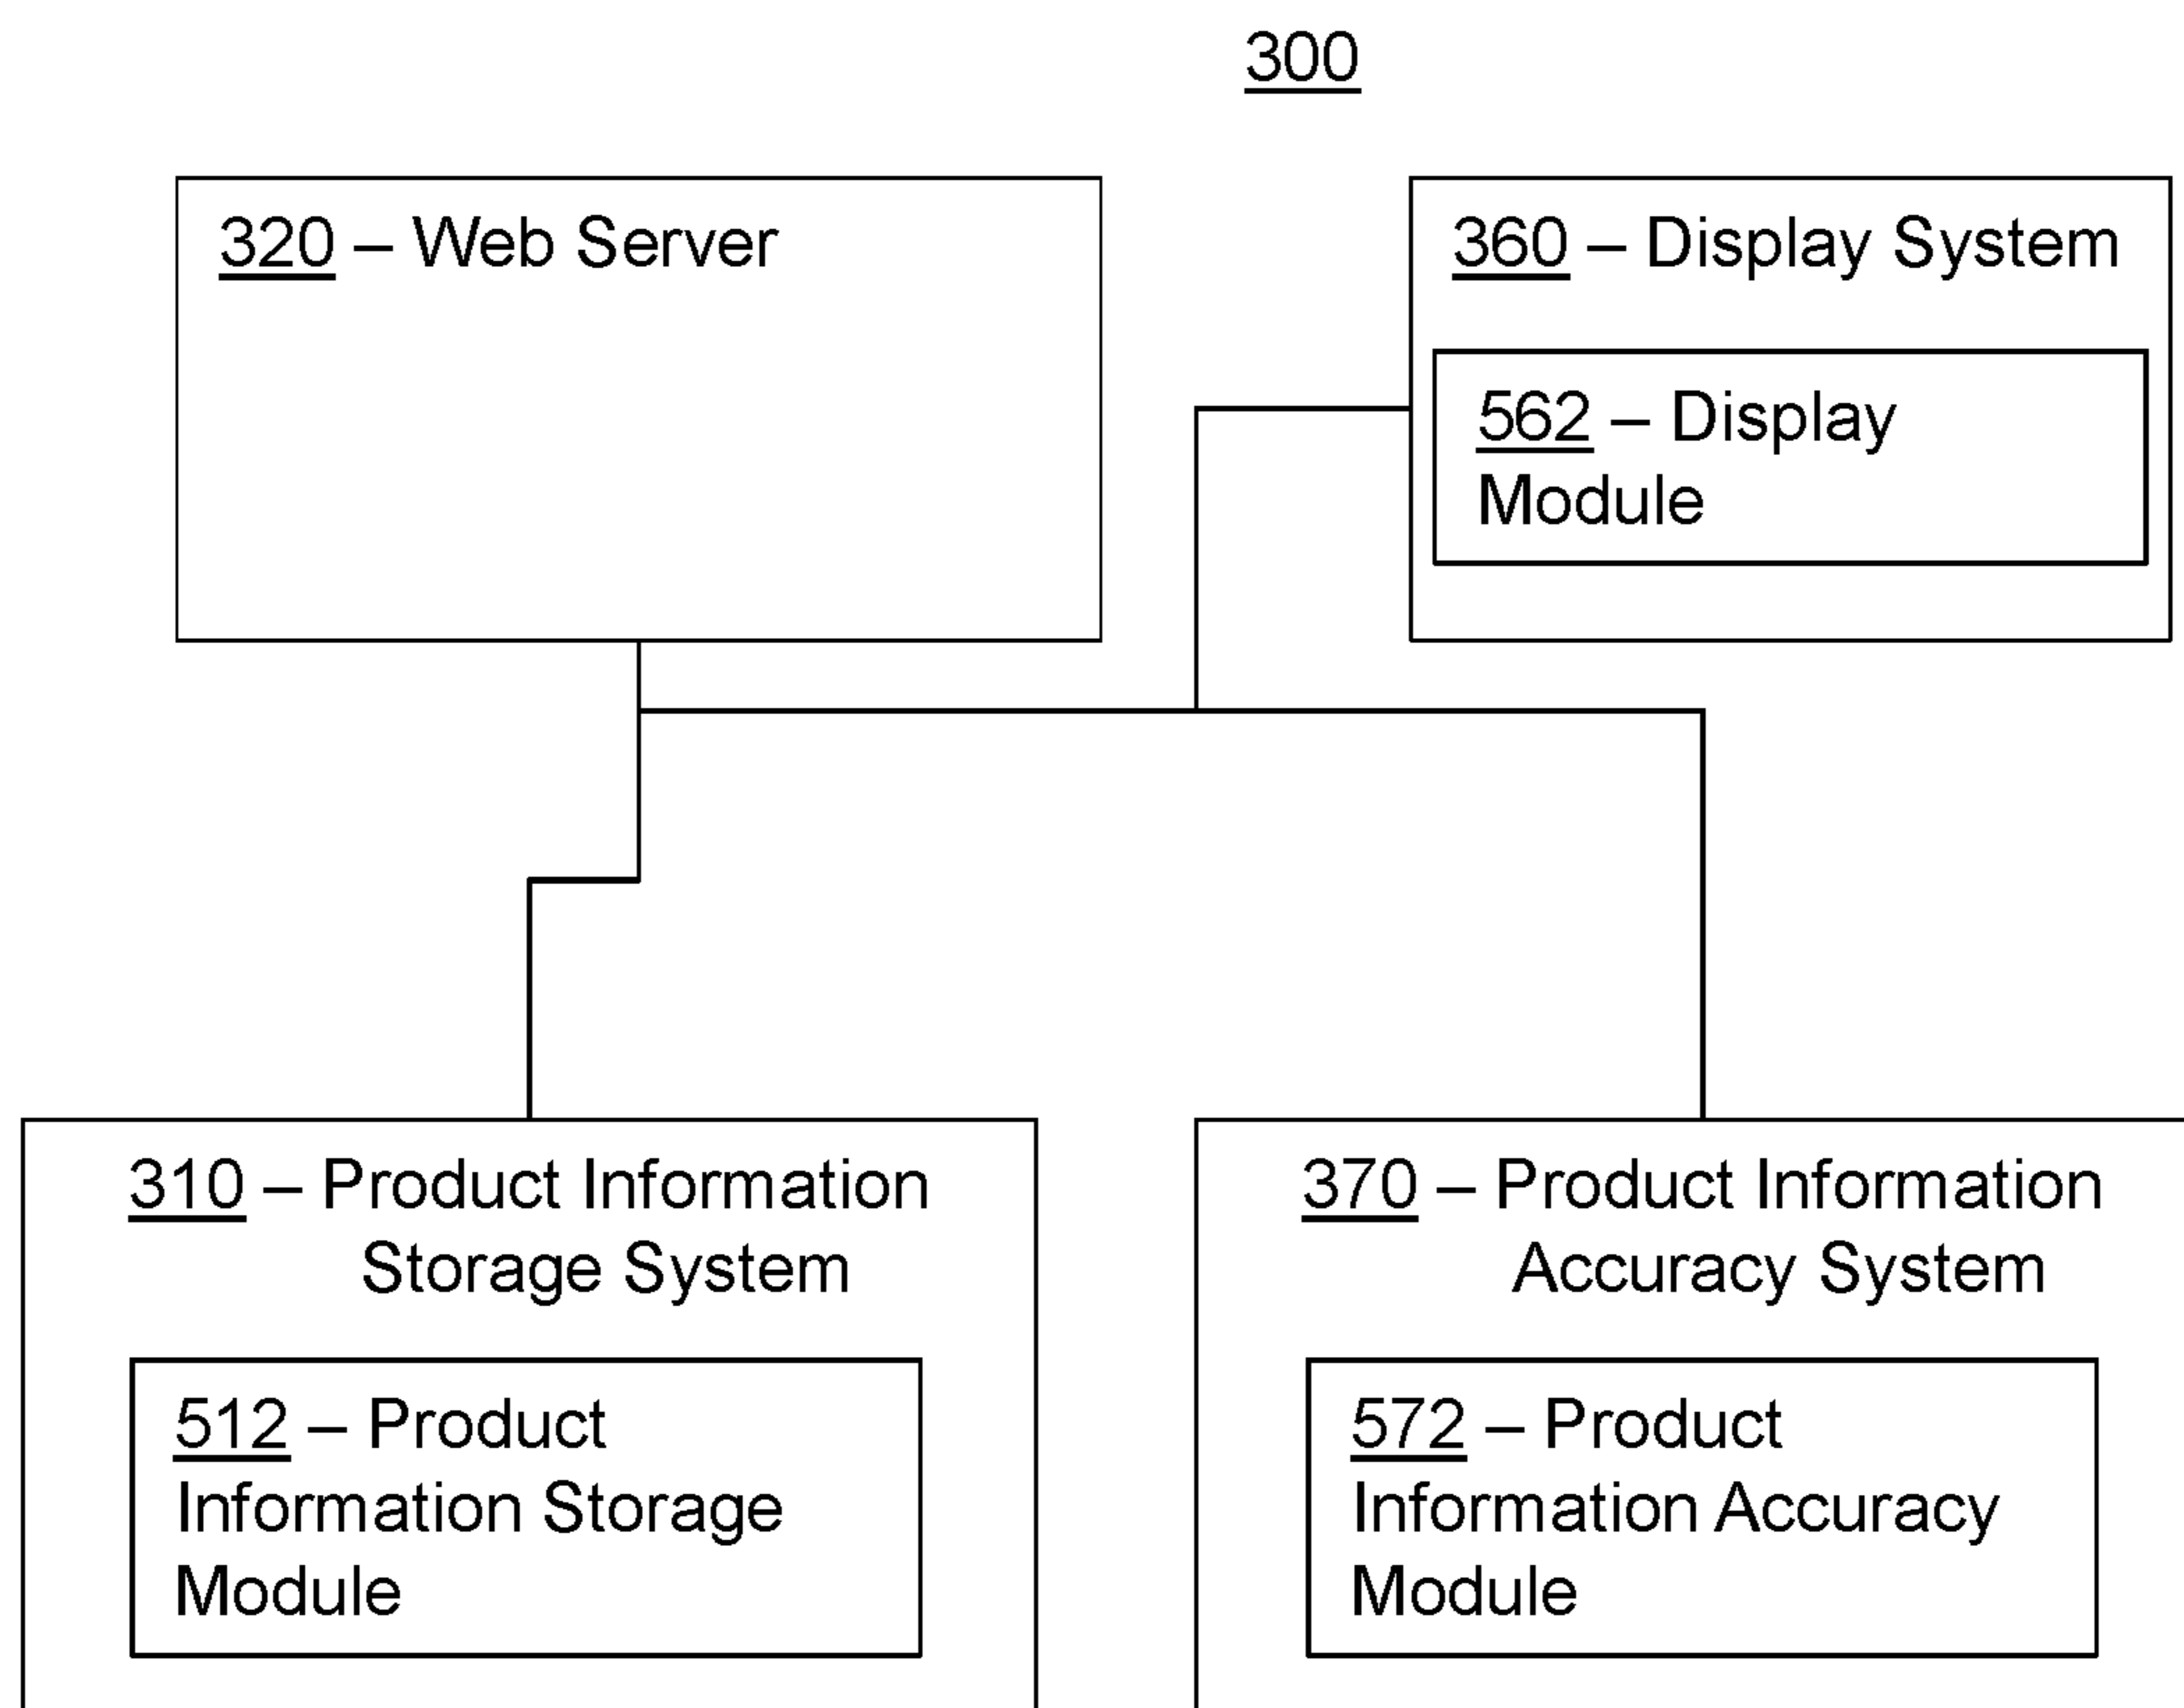 300
320 – Web Server
360 – Display System
562 – Display
Module
310 – Product Information
Storage System
512 – Product
Information Storage
Module
370 – Product Information
Accuracy System
572 – Product
Information Accuracy
Module